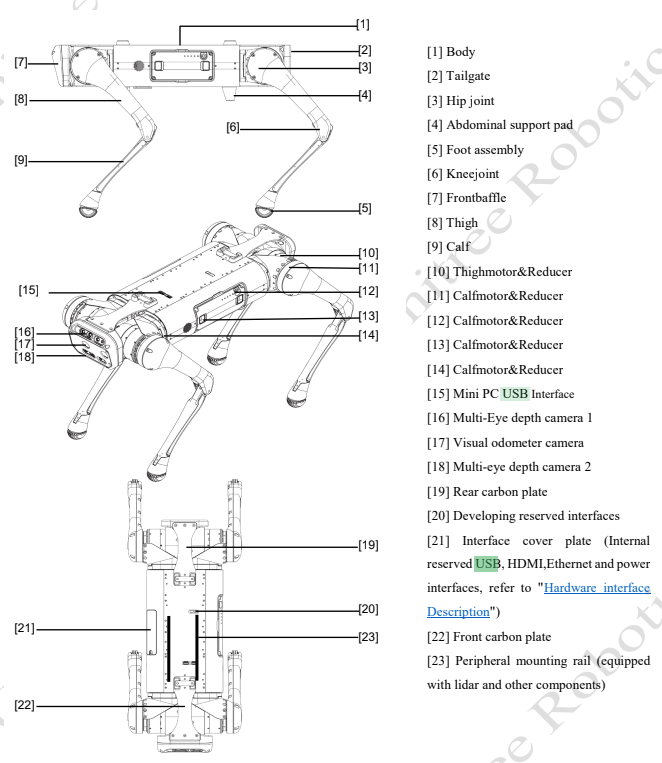 [1]
[2]
[7]
[3]
[8]
[4]
[6]
[9]
[5]
[10]
[11]
[15]
[12]
[13]
[16]
[14]
[17]
[18]
[19]
[20]
[21]
[23]
[22]
[1] Body
[2] Tailgate
[3] Hip joint
[4] Abdominal support pad
[5] Foot assembly
[6] Kneejoint
[7] Frontbaffle
[8] Thigh
[9] Calf
[10] Thighmotor&Reducer
[11] Calfmotor&Reducer
[12] Calfmotor&Reducer
[13] Calfmotor&Reducer
[14] Calfmotor&Reducer
[15] Mini PC USB Interface
[16] Multi-Eye depth camera 1
[17] Visual odometer camera
[18] Multi-eye depth camera 2
[19] Rear carbon plate
[20] Developing reserved interfaces
[21] Interface cover plate (Internal
reserved USB, HDMI,Ethernet and power
interfaces, refer to "Hardware interface
Description")
[22] Front carbon plate
[23] Peripheral mounting rail (equipped
with lidar and other components)
nitree Robotic
Roboti